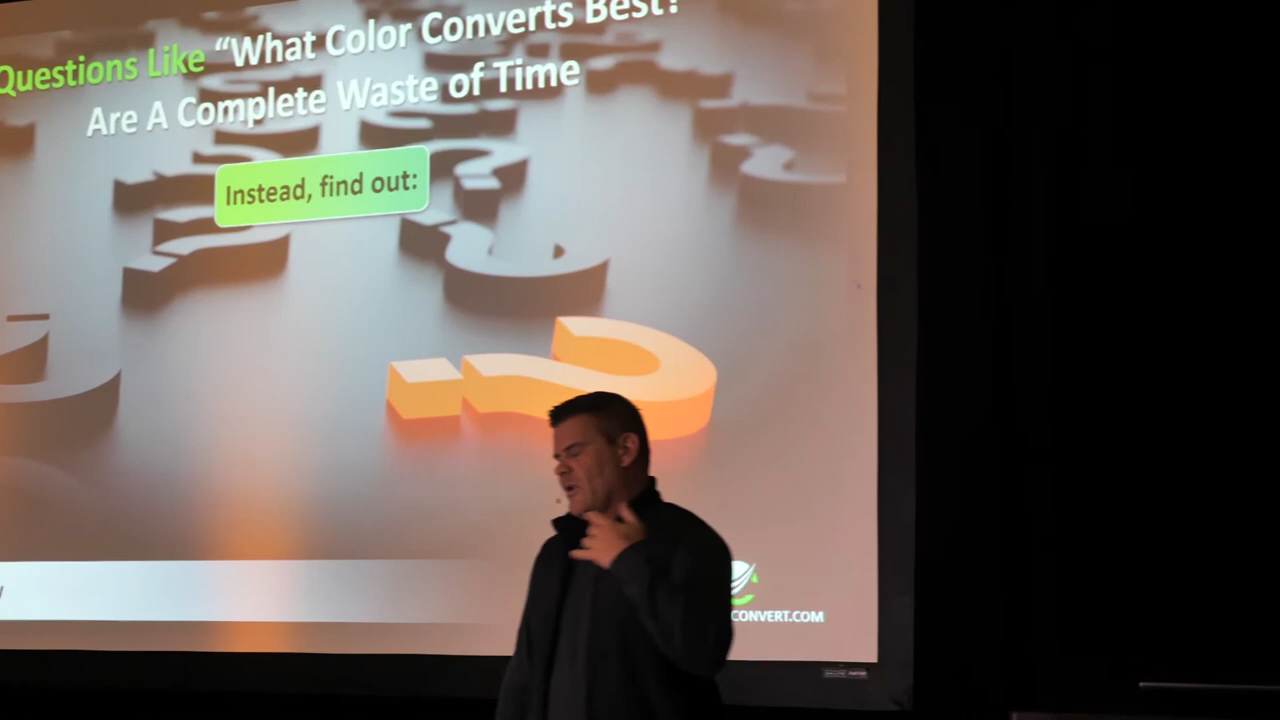 Questions Like “What Color Converts Best?
Are A Complete Waste of Time
Instead, find out:
CONVERT.COM